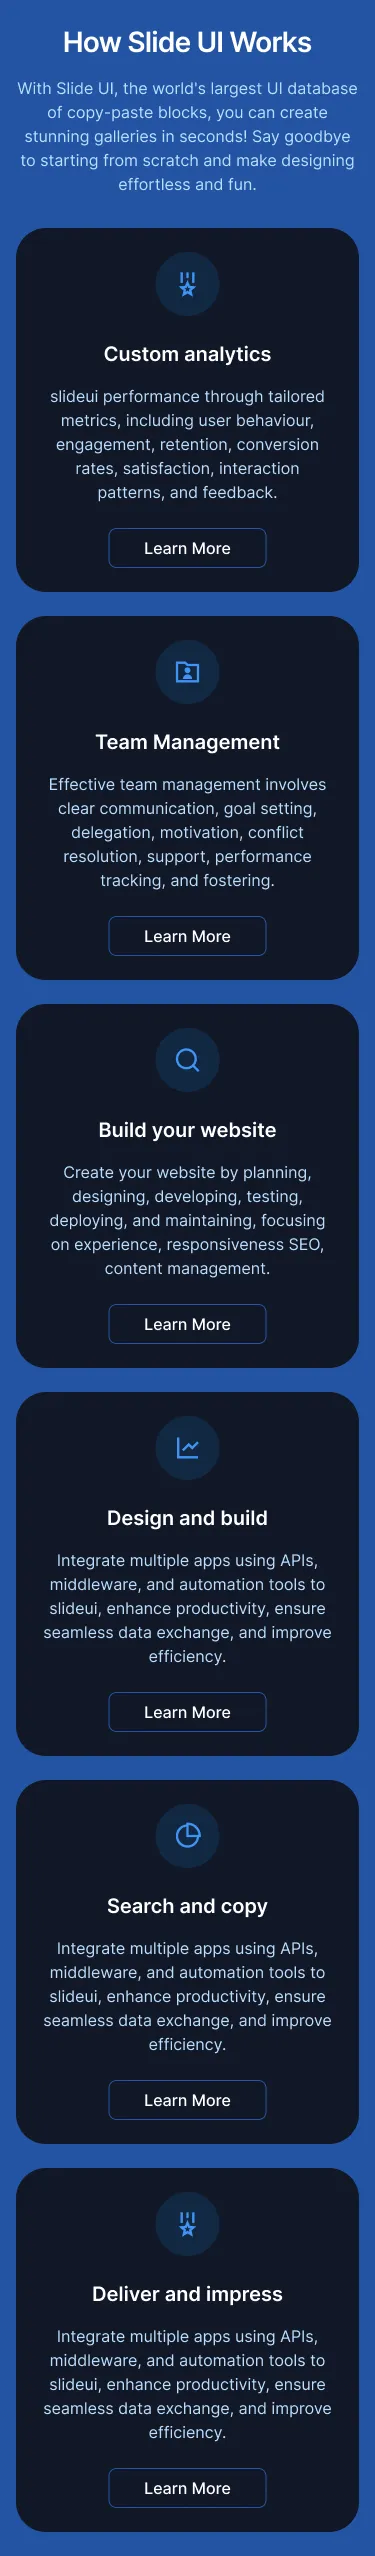 How Slide UI Works
With Slide UI, the world's largest UI database
of copy-paste blocks, you can create
stunning galleries in seconds! Say goodbye
to starting from scratch and make designing
effortless and fun.
Custom analytics
slideui performance through tailored
metrics, including user behaviour,
engagement, retention, conversion
rates, satisfaction, interaction
patterns, and feedback.
Learn More
Team Management
Effective team management involves
clear communication, goal setting,
delegation, motivation, conflict
resolution, support, performance
tracking, and fostering.
Learn More
Build your website
Create your website by planning,
designing, developing, testing,
deploying, and maintaining, focusing
on experience, responsiveness SEO,
content management.
Learn More
Design and build
Integrate multiple apps using APIs,
middleware, and automation tools to
slideui, enhance productivity, ensure
seamless data exchange, and improve
efficiency.
Learn More
Search and copy
Integrate multiple apps using APIs,
middleware, and automation tools to
slideui, enhance productivity, ensure
seamless data exchange, and improve
efficiency.
Learn More
Deliver and impress
Integrate multiple apps using APIs,
middleware, and automation tools to
slideui, enhance productivity, ensure
seamless data exchange, and improve
efficiency.
Learn More